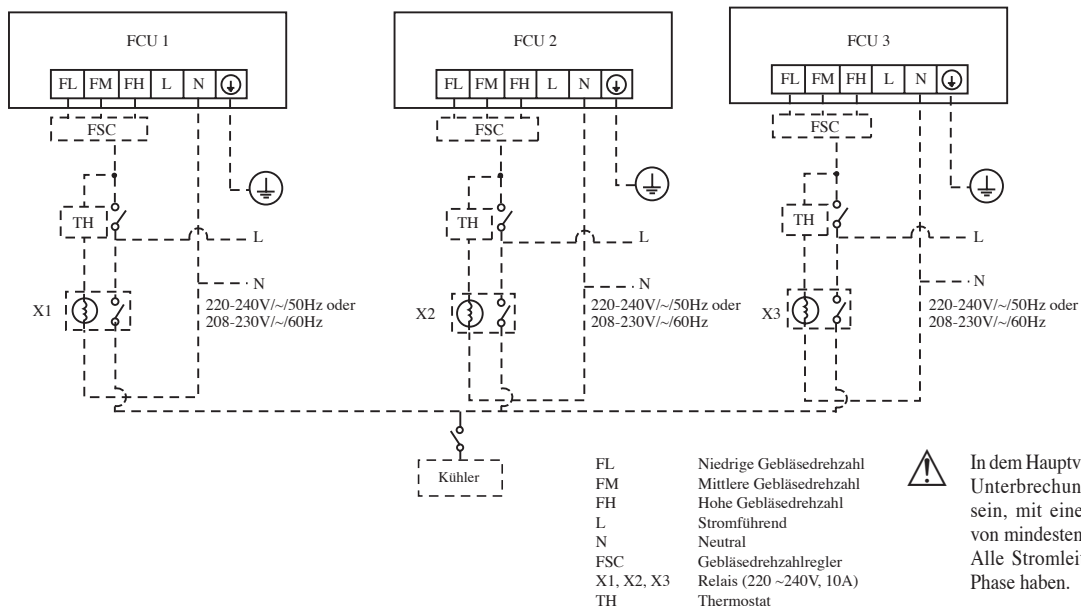 FCU 1
FCU 2
FCU 3
FL FM FH L N
FL FM FH L N
FL FM FH L N
FSC
FSC
FSC
TH
TH
TH
L
L
L
N
N
N
X1
X2
X3
220-240V/~/50Hz oder
208-230V/~/60Hz
220-240V/~/50Hz oder
208-230V/~/60Hz
220-240V/~/50Hz oder
208-230V/~/60Hz
Kühler
FL Niedrige Gebläsedrehzahl
FM Mittlere Gebläsedrehzahl
FH Hohe Gebläsedrehzahl
L Stromführend
N Neutral
FSC Gebläsedrehzahlregler
X1, X2, X3 Relais (220 ~240V, 10A)
TH Thermostat
In dem Hauptv
Unterbrechun
sein, mit eine
von mindesten
Alle Stromleit
Phase haben.